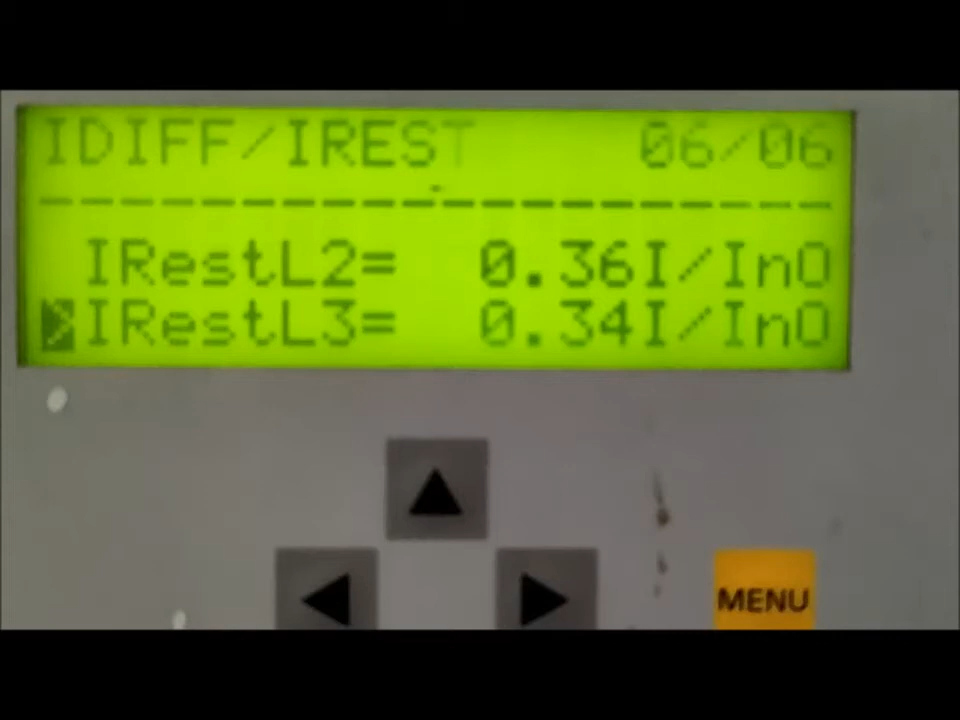 IDIFF/IREST 06/06
--------------------
IRestL2= 0.36I/InO
>IRestL3= 0.34I/InO
MENU